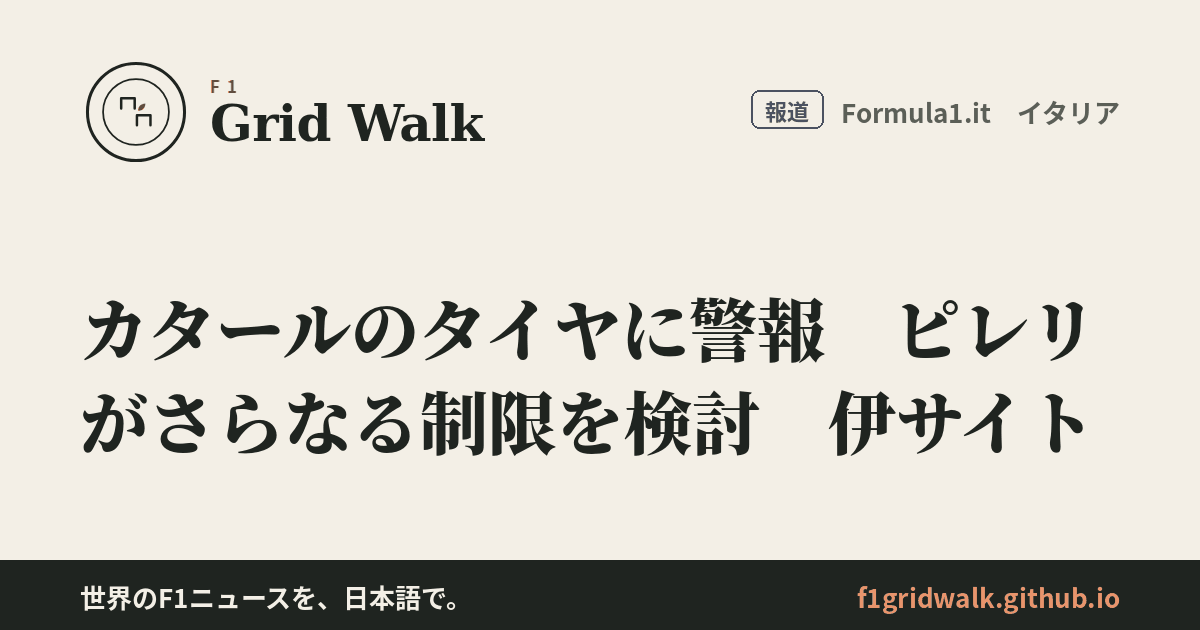 F1
Grid Walk
報道 Formula1.it イタリア
カタールのタイヤに警報　ピレリ
がさらなる制限を検討　伊サイト
世界のF1ニュースを、日本語で。
f1gridwalk.github.io